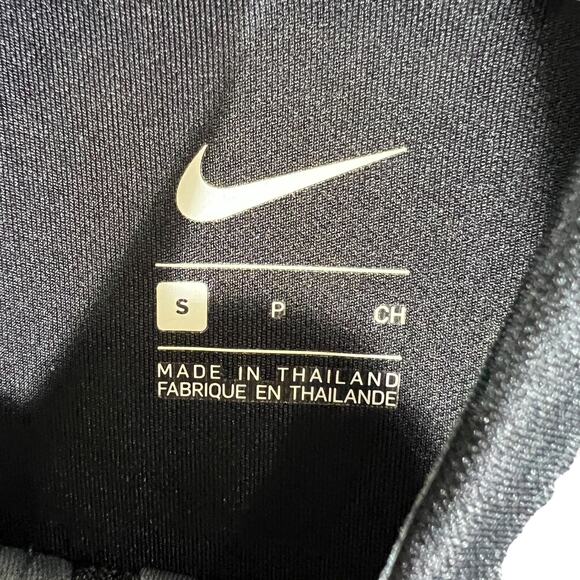 S P CH
MADE IN THAILAND
FABRIQUE EN THAILANDE